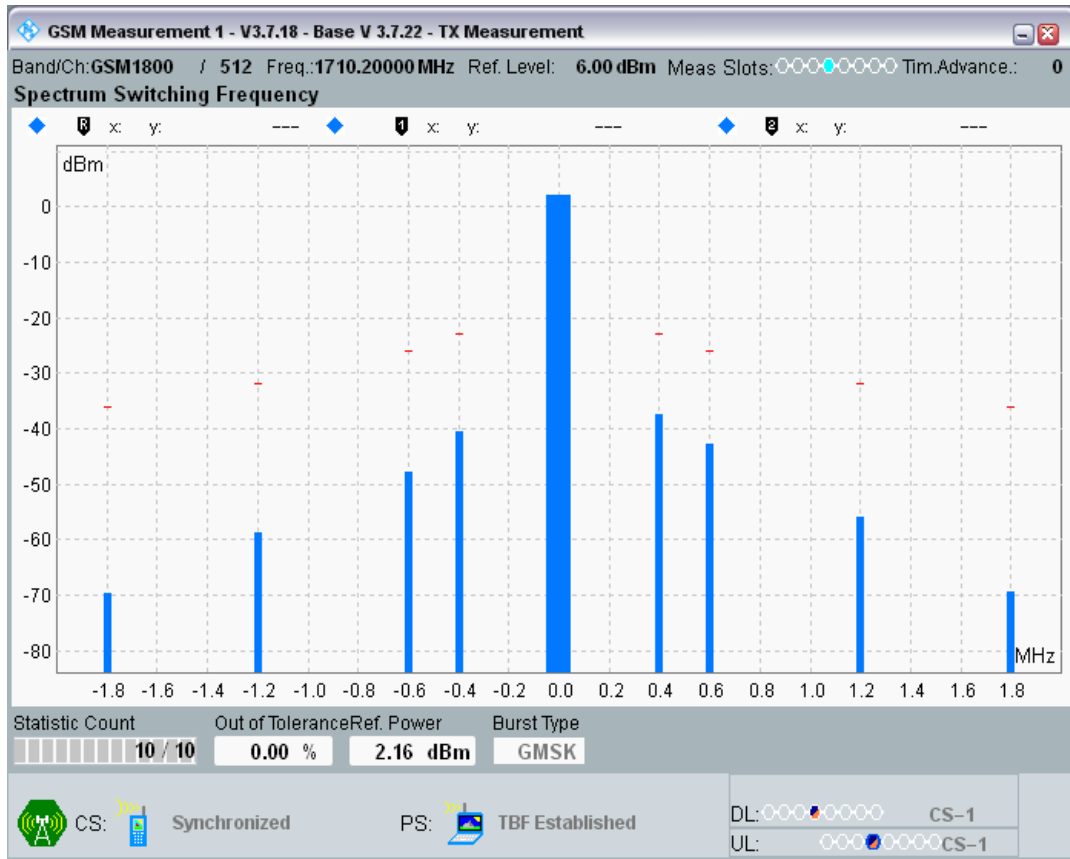 GSM Measurement 1 - V3.7.18 - Base V 3.7.22 - TX Measurement
Band/Ch:GSM1800 / 512 Freq.:1710.20000 MHz Ref. Level: 6.00 dBm Meas Slots: Tim.Advance.: 0
Spectrum Switching Frequency
R x: y: --- 1 x: y: --- 2 x: y: ---
dBm
0
-10
-20
-30
-40
-50
-60
-70
-80
MHz
-1.8 -1.6 -1.4 -1.2 -1.0 -0.8 -0.6 -0.4 -0.2 0.0 0.2 0.4 0.6 0.8 1.0 1.2 1.4 1.6 1.8
Statistic Count Out of Tolerance Ref. Power Burst Type
10 / 10 0.00 % 2.16 dBm GMSK
CS: Synchronized PS: TBF Established
DL: CS-1
UL: CS-1